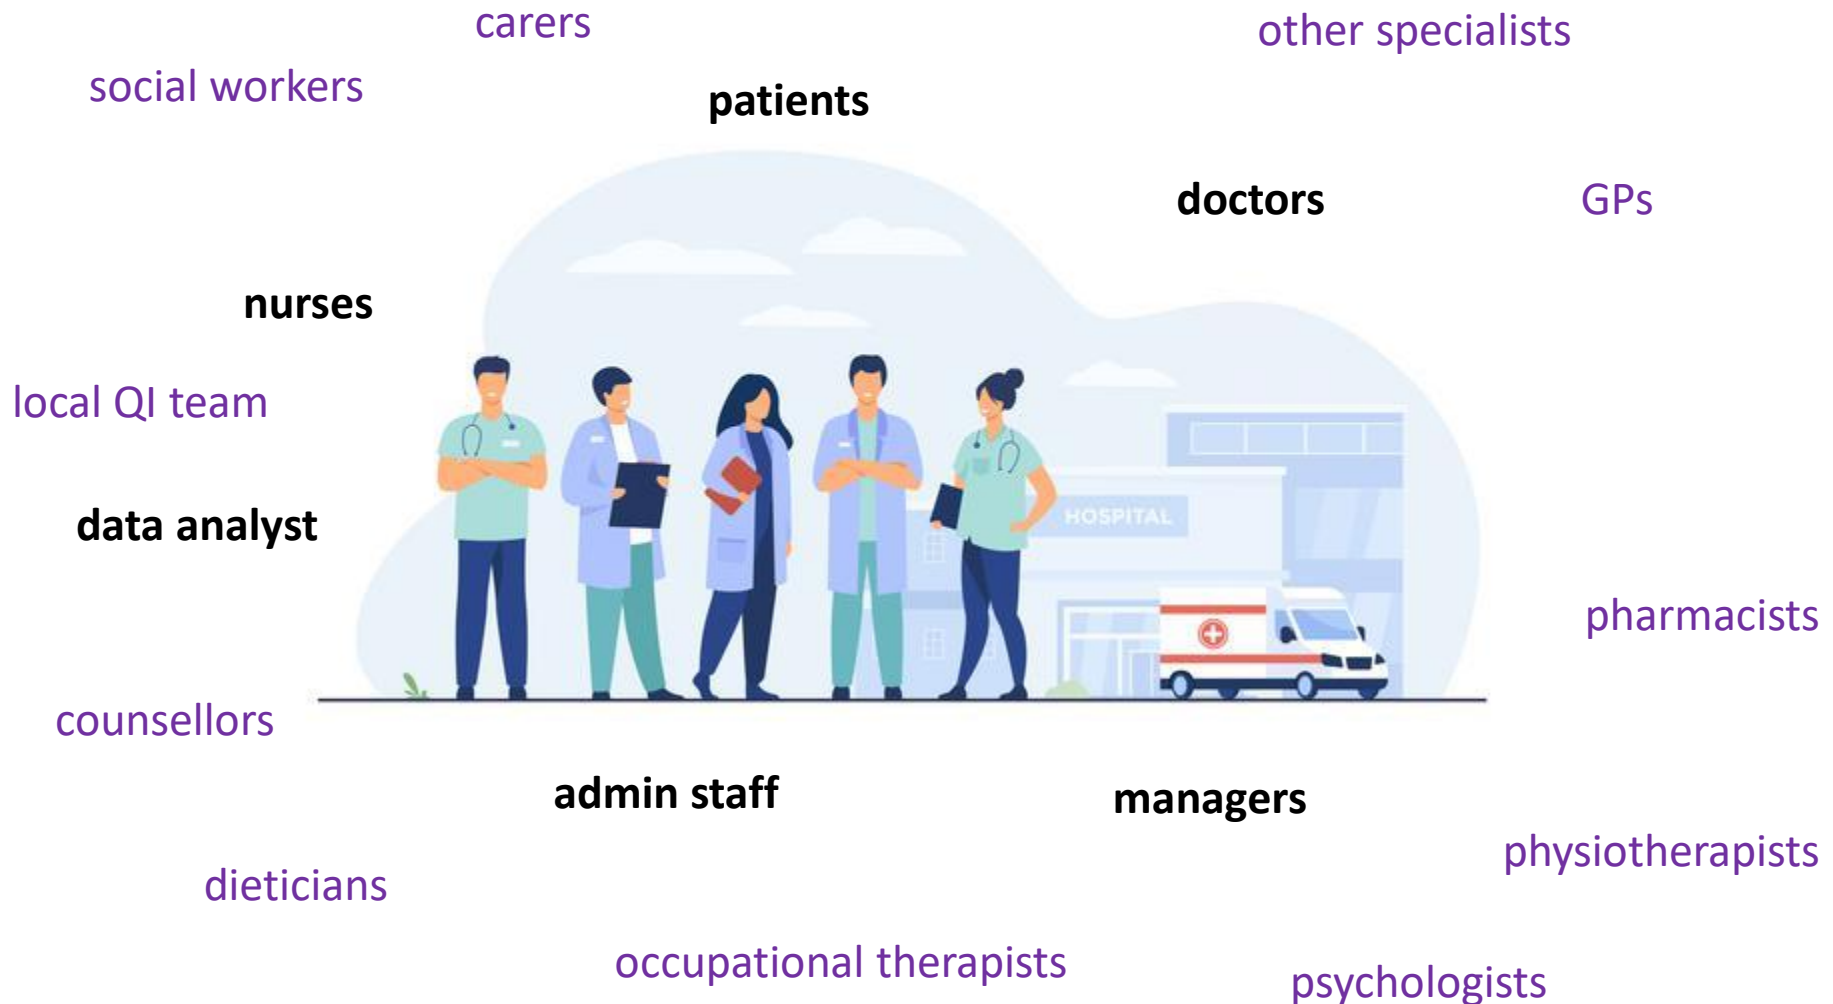 carers
other specialists
social workers
patients
doctors
GPs
nurses
local QI team
data analyst
HOSPITAL
pharmacists
counsellors
admin staff
managers
physiotherapists
dieticians
occupational therapists
psychologists